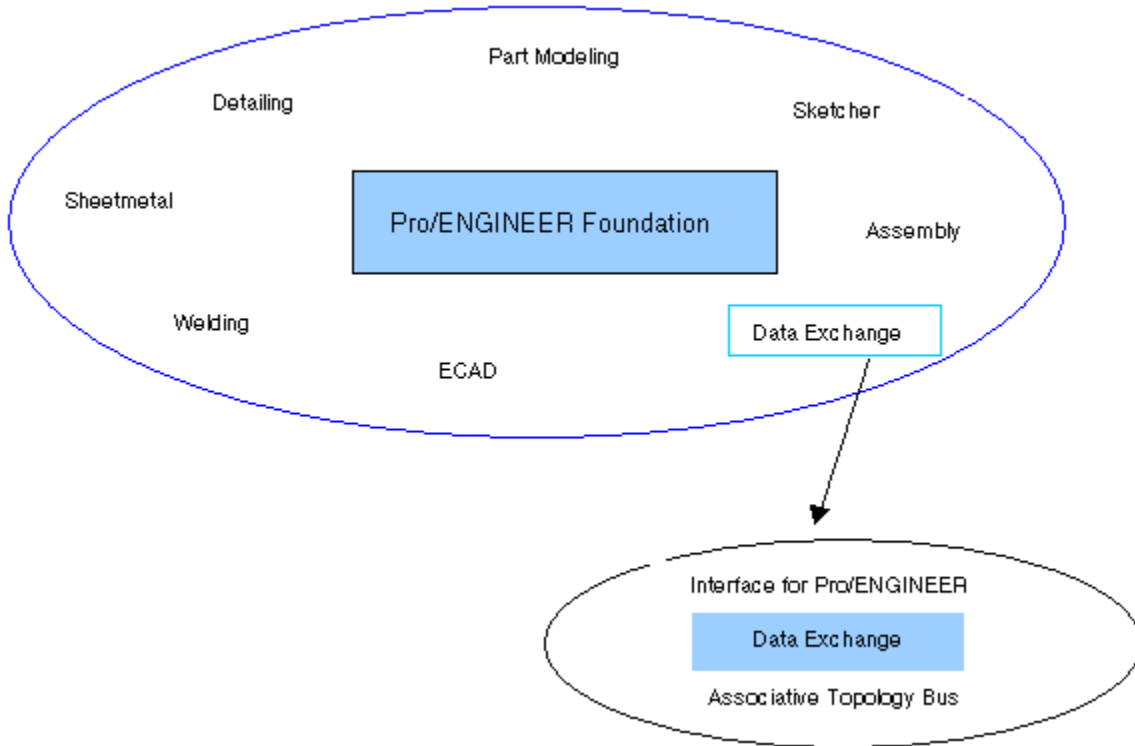 Part Modeling
Detailing
Sketcher
Sheetmetal
Pro/ENGINEER Foundation
Assembly
Welding
Data Exchange
ECAD
Interface for Pro/ENGINEER
Data Exchange
Associative Topology Bus